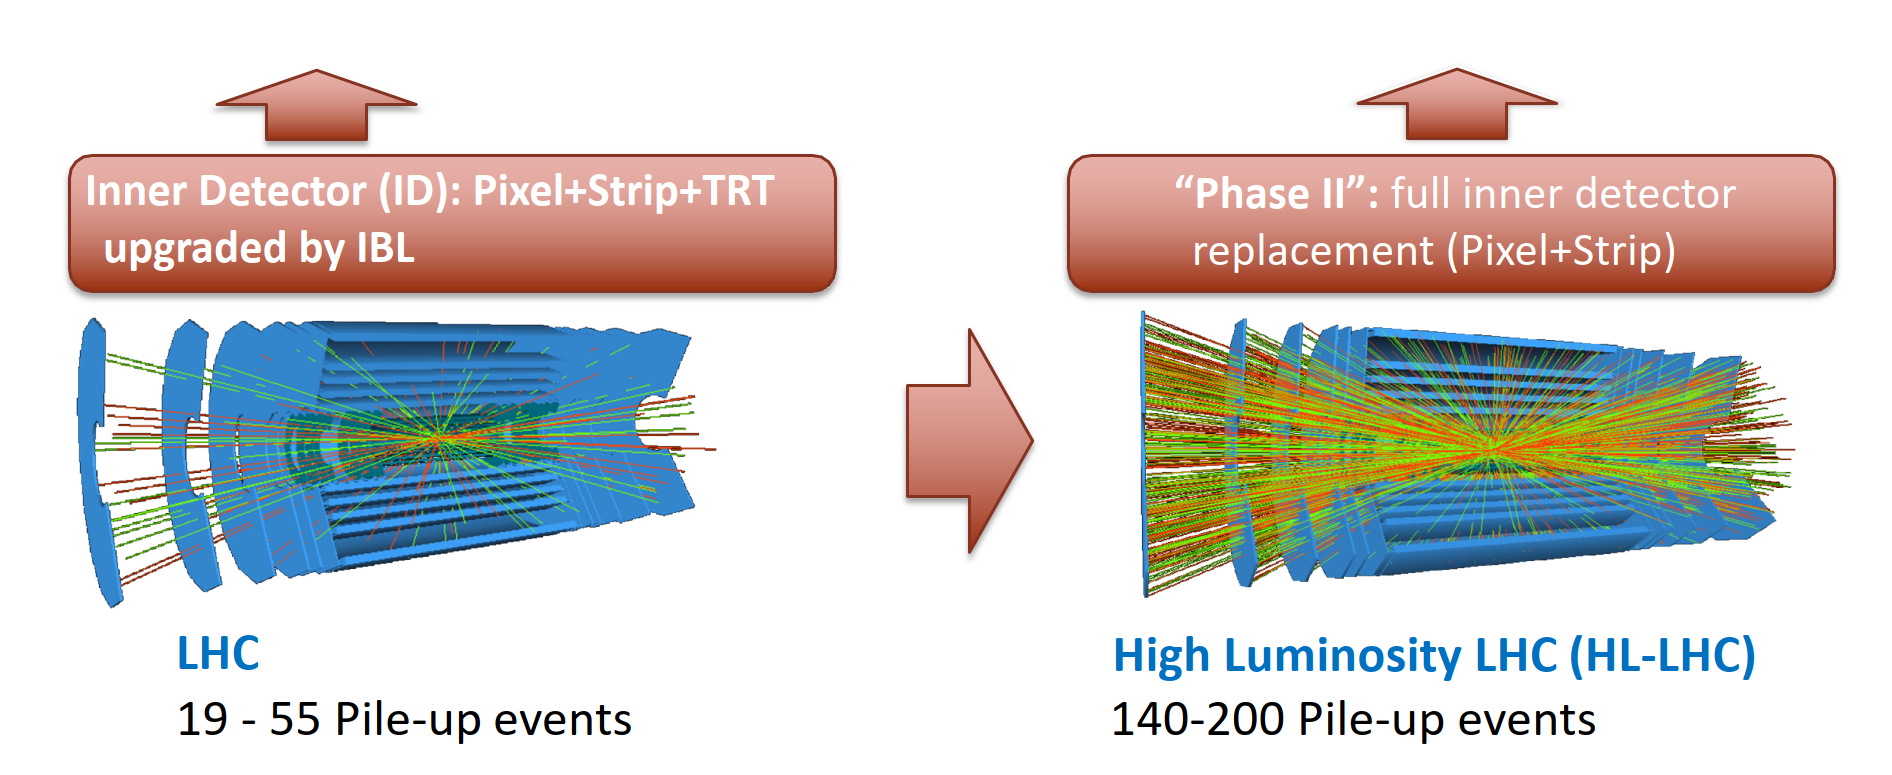 Inner Detector (ID): Pixel+Strip+TRT
upgraded by IBL
“Phase II”: full inner detector
replacement (Pixel+Strip)
LHC
19 - 55 Pile-up events
High Luminosity LHC (HL-LHC)
140-200 Pile-up events